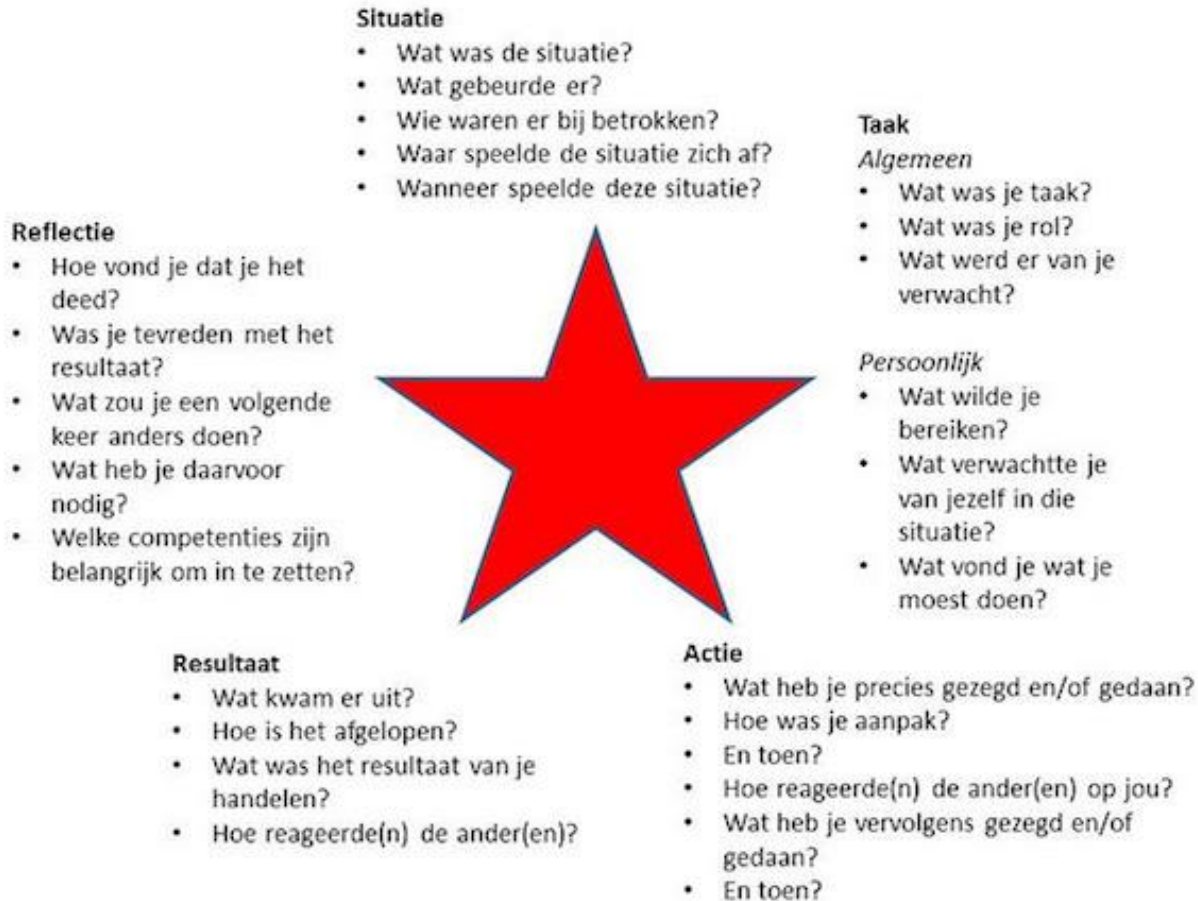 Situatie
• Wat was de situatie?
• Wat gebeurde er?
• Wie waren er bij betrokken?
• Waar speelde de situatie zich af?
• Wanneer speelde deze situatie?
Taak
Algemeen
• Wat was je taak?
• Wat was je rol?
• Wat werd er van je
verwacht?
Persoonlijk
• Wat wilde je
bereiken?
• Wat verwachtte je
van jezelf in die
situatie?
• Wat vond je wat je
moest doen?
Actie
• Wat heb je precies gezegd en/of gedaan?
• Hoe was je aanpak?
• En toen?
• Hoe reageerde(n) de ander(en) op jou?
• Wat heb je vervolgens gezegd en/of
gedaan?
• En toen?
Resultaat
• Wat kwam er uit?
• Hoe is het afgelopen?
• Wat was het resultaat van je
handelen?
• Hoe reageerde(n) de ander(en)?
Reflectie
• Hoe vond je dat je het
deed?
• Was je tevreden met het
resultaat?
• Wat zou je een volgende
keer anders doen?
• Wat heb je daarvoor
nodig?
• Welke competenties zijn
belangrijk om in te zetten?